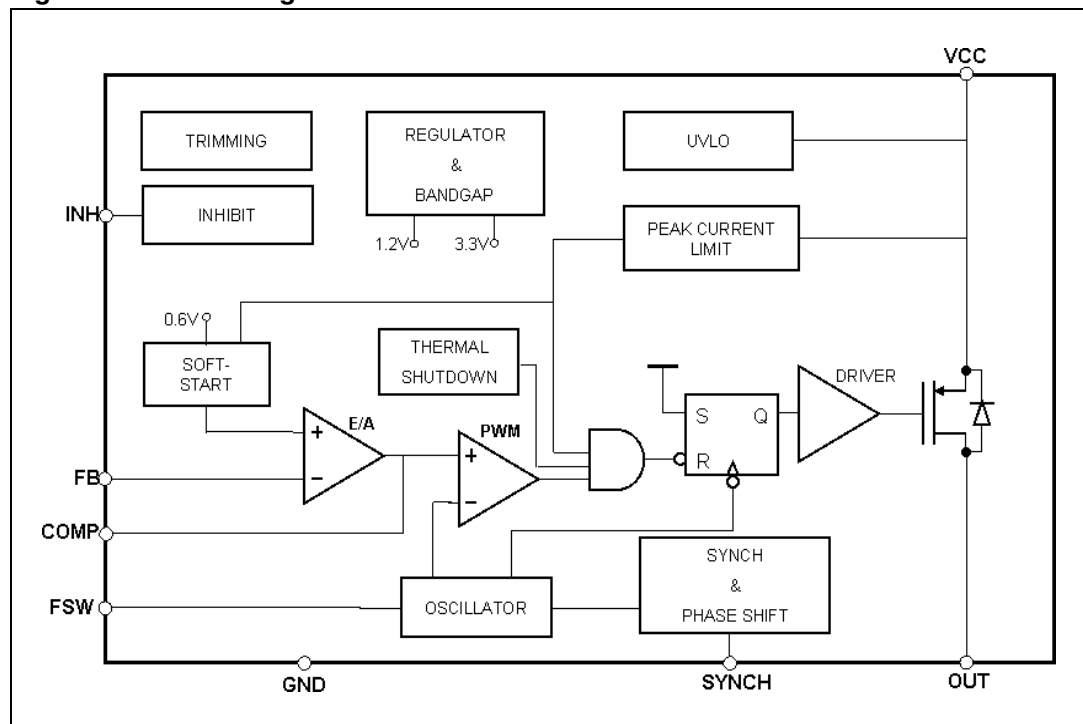 VCC
TRIMMING
REGULATOR
&
BANDGAP
UVLO
INH
INHIBIT
1.2V
3.3V
PEAK CURRENT
LIMIT
0.6V
SOFT-
START
THERMAL
SHUTDOWN
DRIVER
E/A
+
-
PWM
+
-
S
Q
R
FB
COMP
FSW
OSCILLATOR
SYNCH
&
PHASE SHIFT
GND
SYNCH
OUT